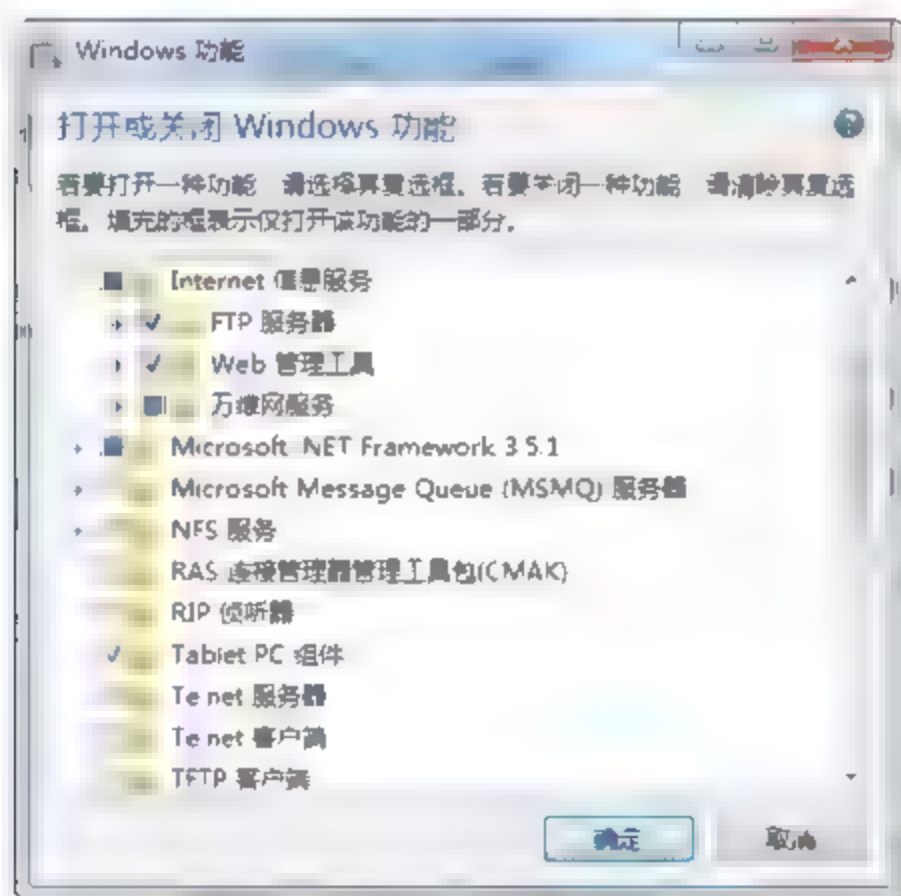 Windows 功能
打开或关闭 Windows 功能
若要打开一种功能，请选择其复选框。若要关闭一种功能，请清除其复选
框。填充的框表示仅打开该功能的一部分。
Internet 信息服务
FTP 服务器
Web 管理工具
万维网服务
Microsoft .NET Framework 3.5.1
Microsoft Message Queue (MSMQ) 服务器
NFS 服务
RAS 连接管理器管理工具包(CMAK)
RIP 侦听器
Tablet PC 组件
Telnet 服务器
Telnet 客户端
TFTP 客户端
确定
取消